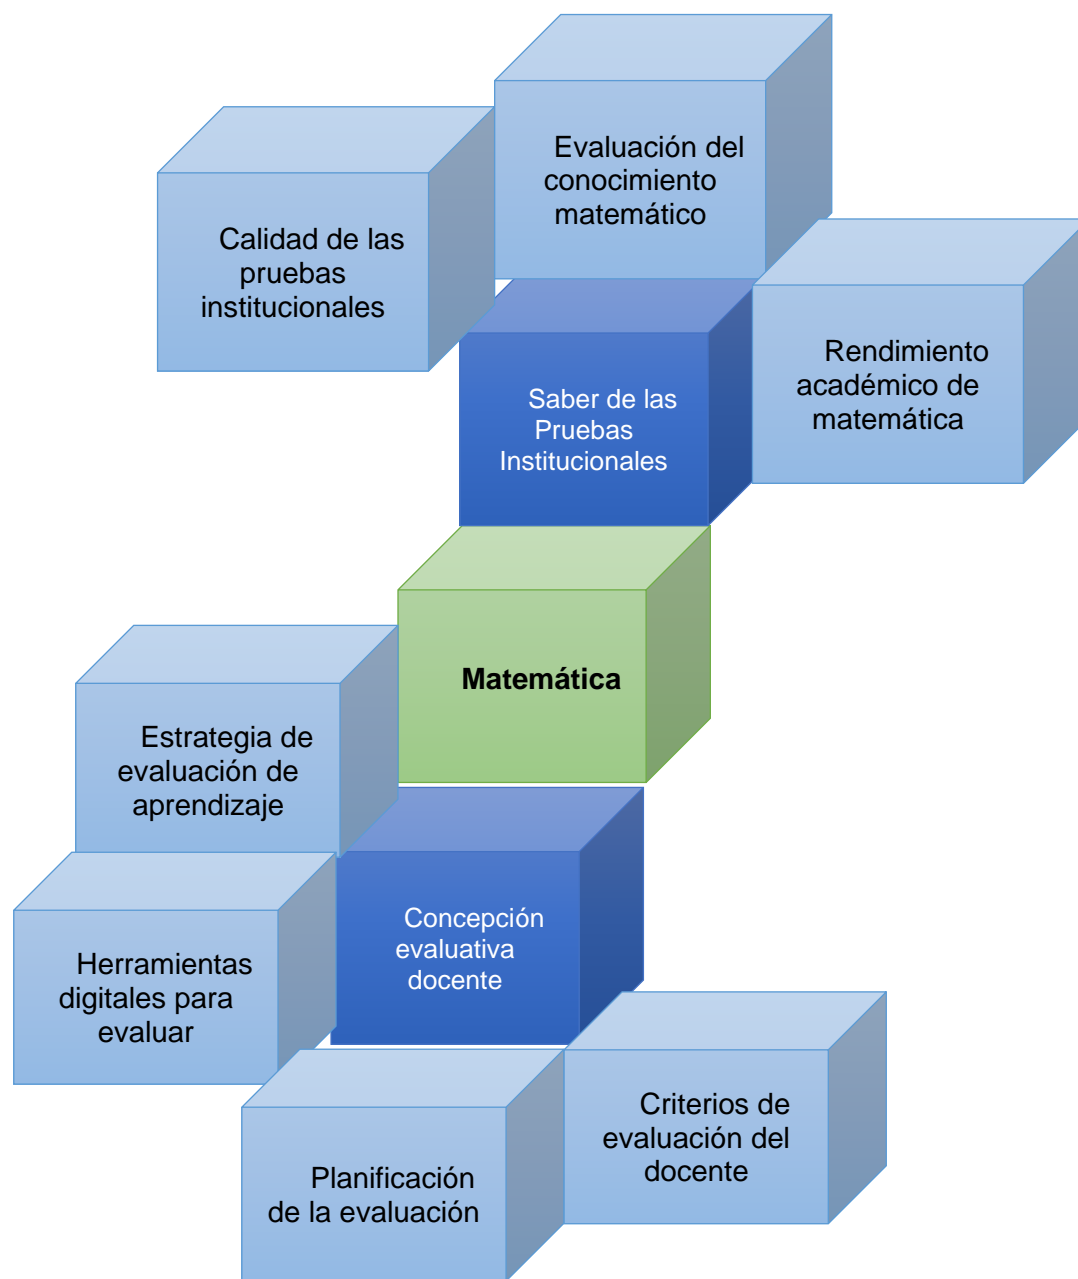 Evaluación del
conocimiento
matemático
Calidad de las
pruebas
institucionales
Rendimiento
académico de
matemática
Saber de las
Pruebas
Institucionales
Matemática
Estrategia de
evaluación de
aprendizaje
Concepción
evaluativa
docente
Herramientas
digitales para
evaluar
Criterios de
evaluación del
docente
Planificación
de la evaluación